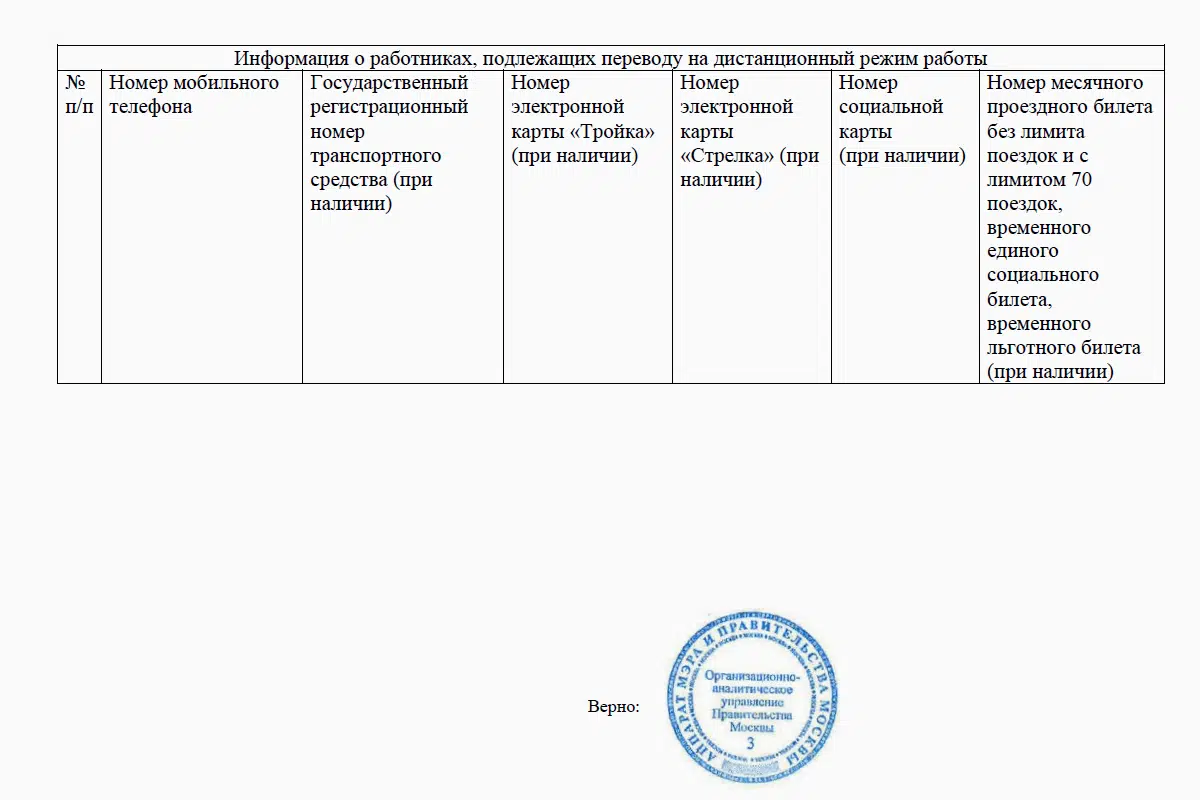 Информация о работниках, подлежащих переводу на дистанционный режим работы
№
п/п
Номер мобильного
телефона
Государственный
регистрационный
номер
транспортного
средства (при
наличии)
Номер
электронной
карты «Тройка»
(при наличии)
Номер
электронной
карты
«Стрелка» (при
наличии)
Номер
социальной
карты
(при наличии)
Номер месячного
проездного билета
без лимита
поездок и с
лимитом 70
поездок,
временного
единого
социального
билета,
временного
льготного билета
(при наличии)
Верно:
АППАРАТ МЭРА И ПРАВИТЕЛЬСТВА МОСКВЫ
Организационно-
аналитическое
управление
Правительства
Москвы
3